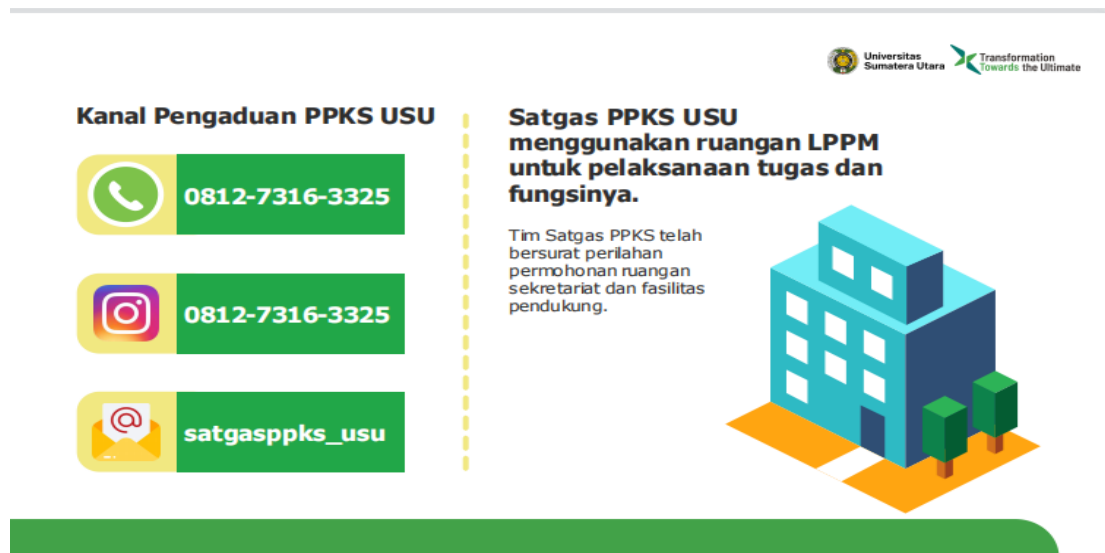 Universitas
Sumatera Utara
Transformation
Towards the Ultimate
Kanal Pengaduan PPKS USU
0812-7316-3325
0812-7316-3325
@
satgasppks_usu
Satgas PPKS USU
menggunakan ruangan LPPM
untuk pelaksanaan tugas dan
fungsinya.
Tim Satgas PPKS telah
bersurat perilahan
permohonan ruangan
sekretariat dan fasilitas
pendukung.